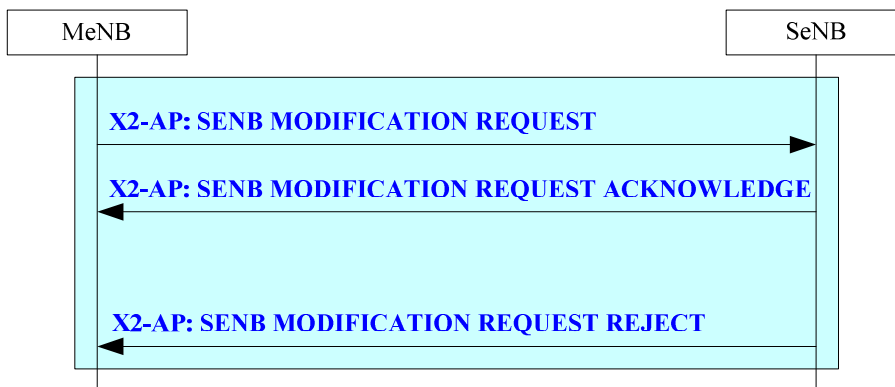 MeNB
SeNB
X2-AP: SENB MODIFICATION REQUEST
X2-AP: SENB MODIFICATION REQUEST ACKNOWLEDGE
X2-AP: SENB MODIFICATION REQUEST REJECT